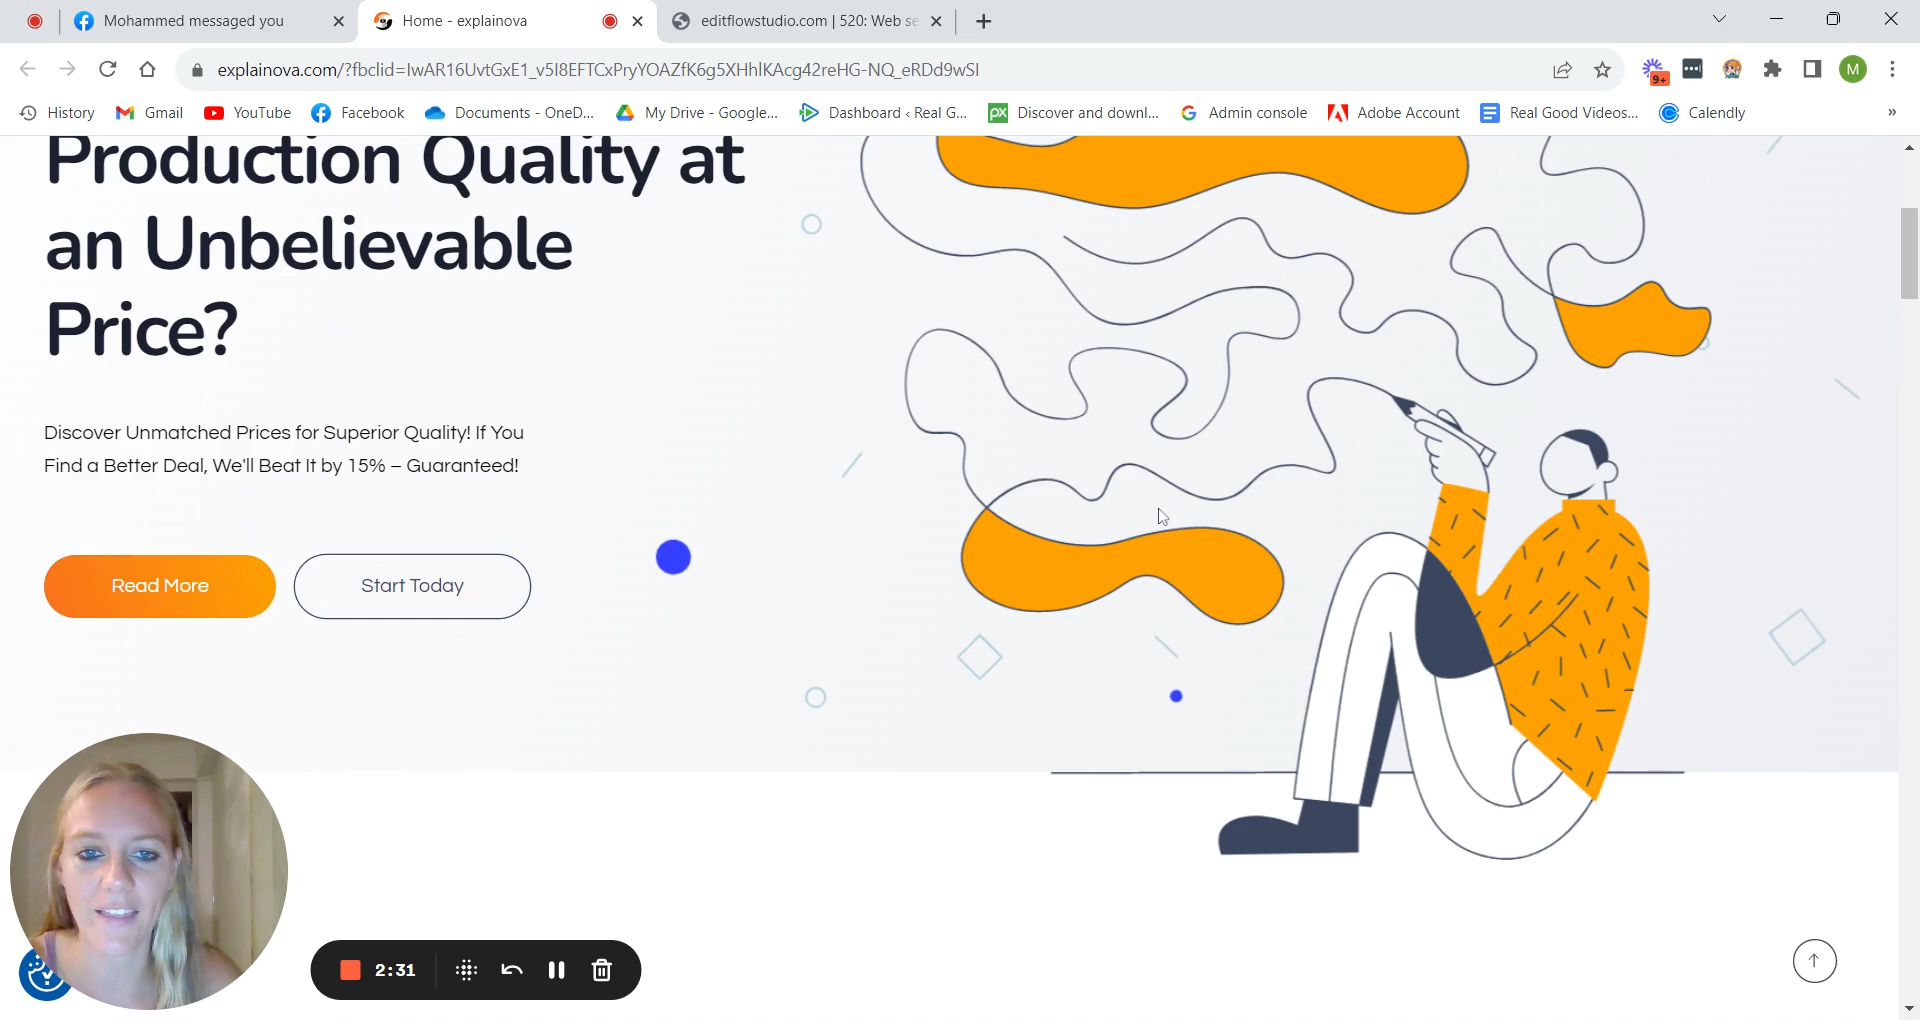 Mohammed messaged you
Home - explainova
editflowstudio.com | 520: Web se
explainova.com/?fbclid=IwAR16UvtGxE1_v5I8EFTCxPryYOAZfK6g5XHhlKAcg42reHG-NQ_eRDd9wSI
9+
M
History
Gmail
YouTube
Facebook
Documents - OneD...
My Drive - Google...
Dashboard ‹ Real G...
px
Discover and downl...
Admin console
Adobe Account
Real Good Videos...
Calendly
»
Production Quality at
an Unbelievable
Price?
Discover Unmatched Prices for Superior Quality! If You
Find a Better Deal, We'll Beat It by 15% – Guaranteed!
Read More
Start Today
2:31